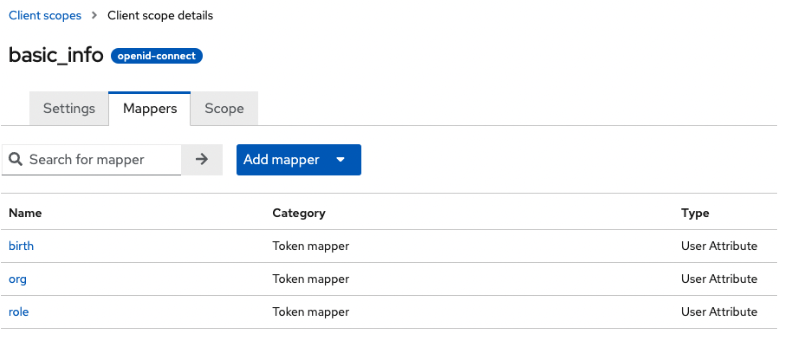 Client scopes > Client scope details
basic_info openid-connect
Settings Mappers Scope
Search for mapper Add mapper
Name Category Type
birth Token mapper User Attribute
org Token mapper User Attribute
role Token mapper User Attribute